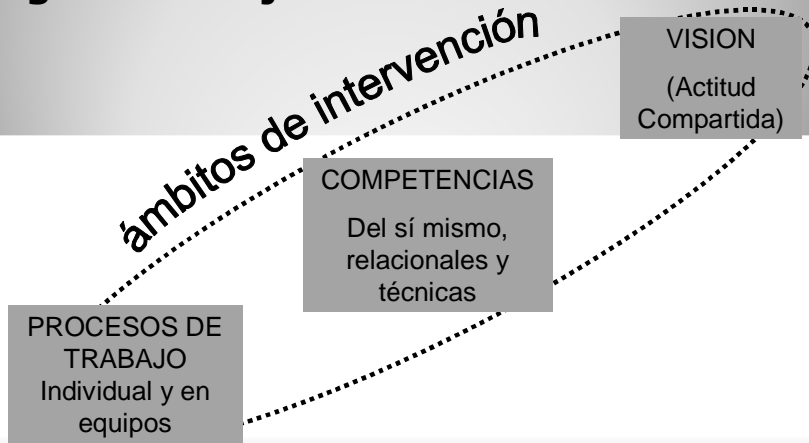 ámbitos de intervención
VISION
(Actitud
Compartida)
COMPETENCIAS
Del sí mismo,
relacionales y
técnicas
PROCESOS DE
TRABAJO
Individual y en
equipos